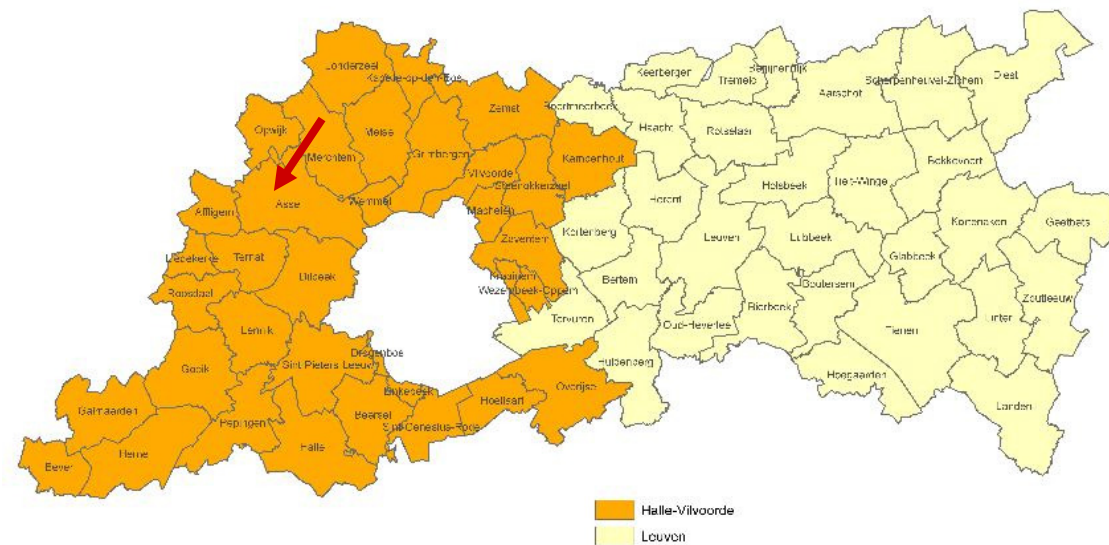 Londerzeel
Kapelle-op-den-Bos
Opwijk
Merchtem
Meise
Grimbergen
Zemst
Vilvoorde
Kampenhout
Steenokkerzeel
Machelen
Affligem
Asse
Wemmel
Zaventem
Liedekerke
Ternat
Dilbeek
Kraainem
Wezembeek-Oppem
Roosdaal
Lennik
Drogenbos
Gooik
Sint-Pieters-Leeuw
Linkebeek
Beersel
Sint-Genesius-Rode
Hoeilaart
Overijse
Galmaarden
Pepingen
Halle
Herne
Bever
Boortmeerbeek
Keerbergen
Tremelo
Begijnendijk
Aarschot
Scherpenheuvel-Zichem
Diest
Haacht
Rotselaar
Bekkevoort
Herent
Holsbeek
Tielt-Winge
Kortenaken
Geetbets
Kortenberg
Leuven
Lubbeek
Glabbeek
Bertem
Boutersem
Zoutleeuw
Tervuren
Oud-Heverlee
Bierbeek
Tienen
Linter
Huldenberg
Hoegaarden
Landen
Halle-Vilvoorde
Leuven